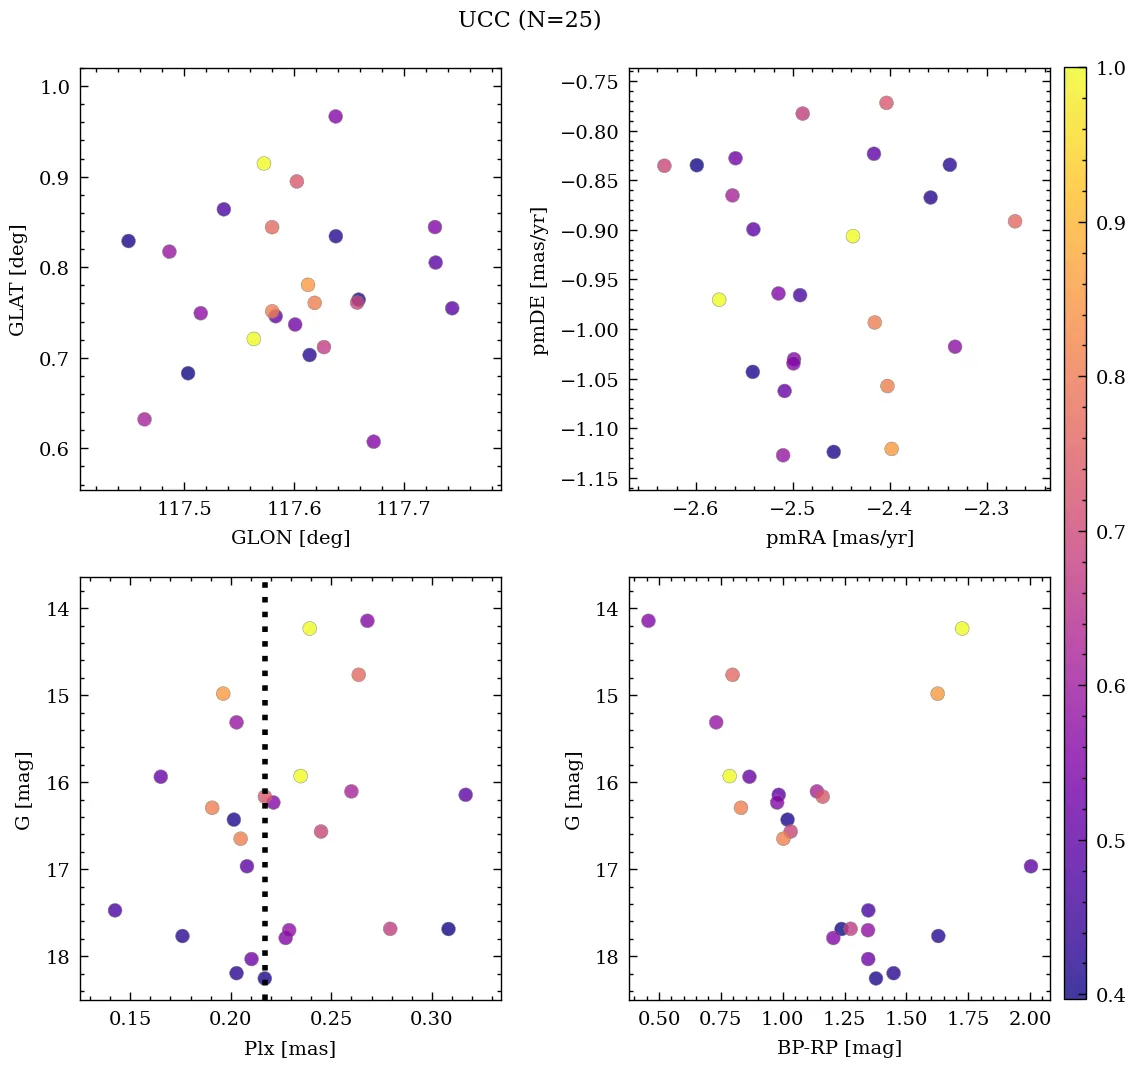 UCC (N=25)
1.0
0.9
0.8
0.7
0.6
GLAT [deg]
117.5 117.6 117.7
GLON [deg]
−0.75
−0.80
−0.85
−0.90
−0.95
−1.00
−1.05
−1.10
−1.15
pmDE [mas/yr]
−2.6 −2.5 −2.4 −2.3
pmRA [mas/yr]
14
15
16
17
18
G [mag]
0.15 0.20 0.25 0.30
Plx [mas]
14
15
16
17
18
G [mag]
0.50 0.75 1.00 1.25 1.50 1.75 2.00
BP-RP [mag]
1.0
0.9
0.8
0.7
0.6
0.5
0.4